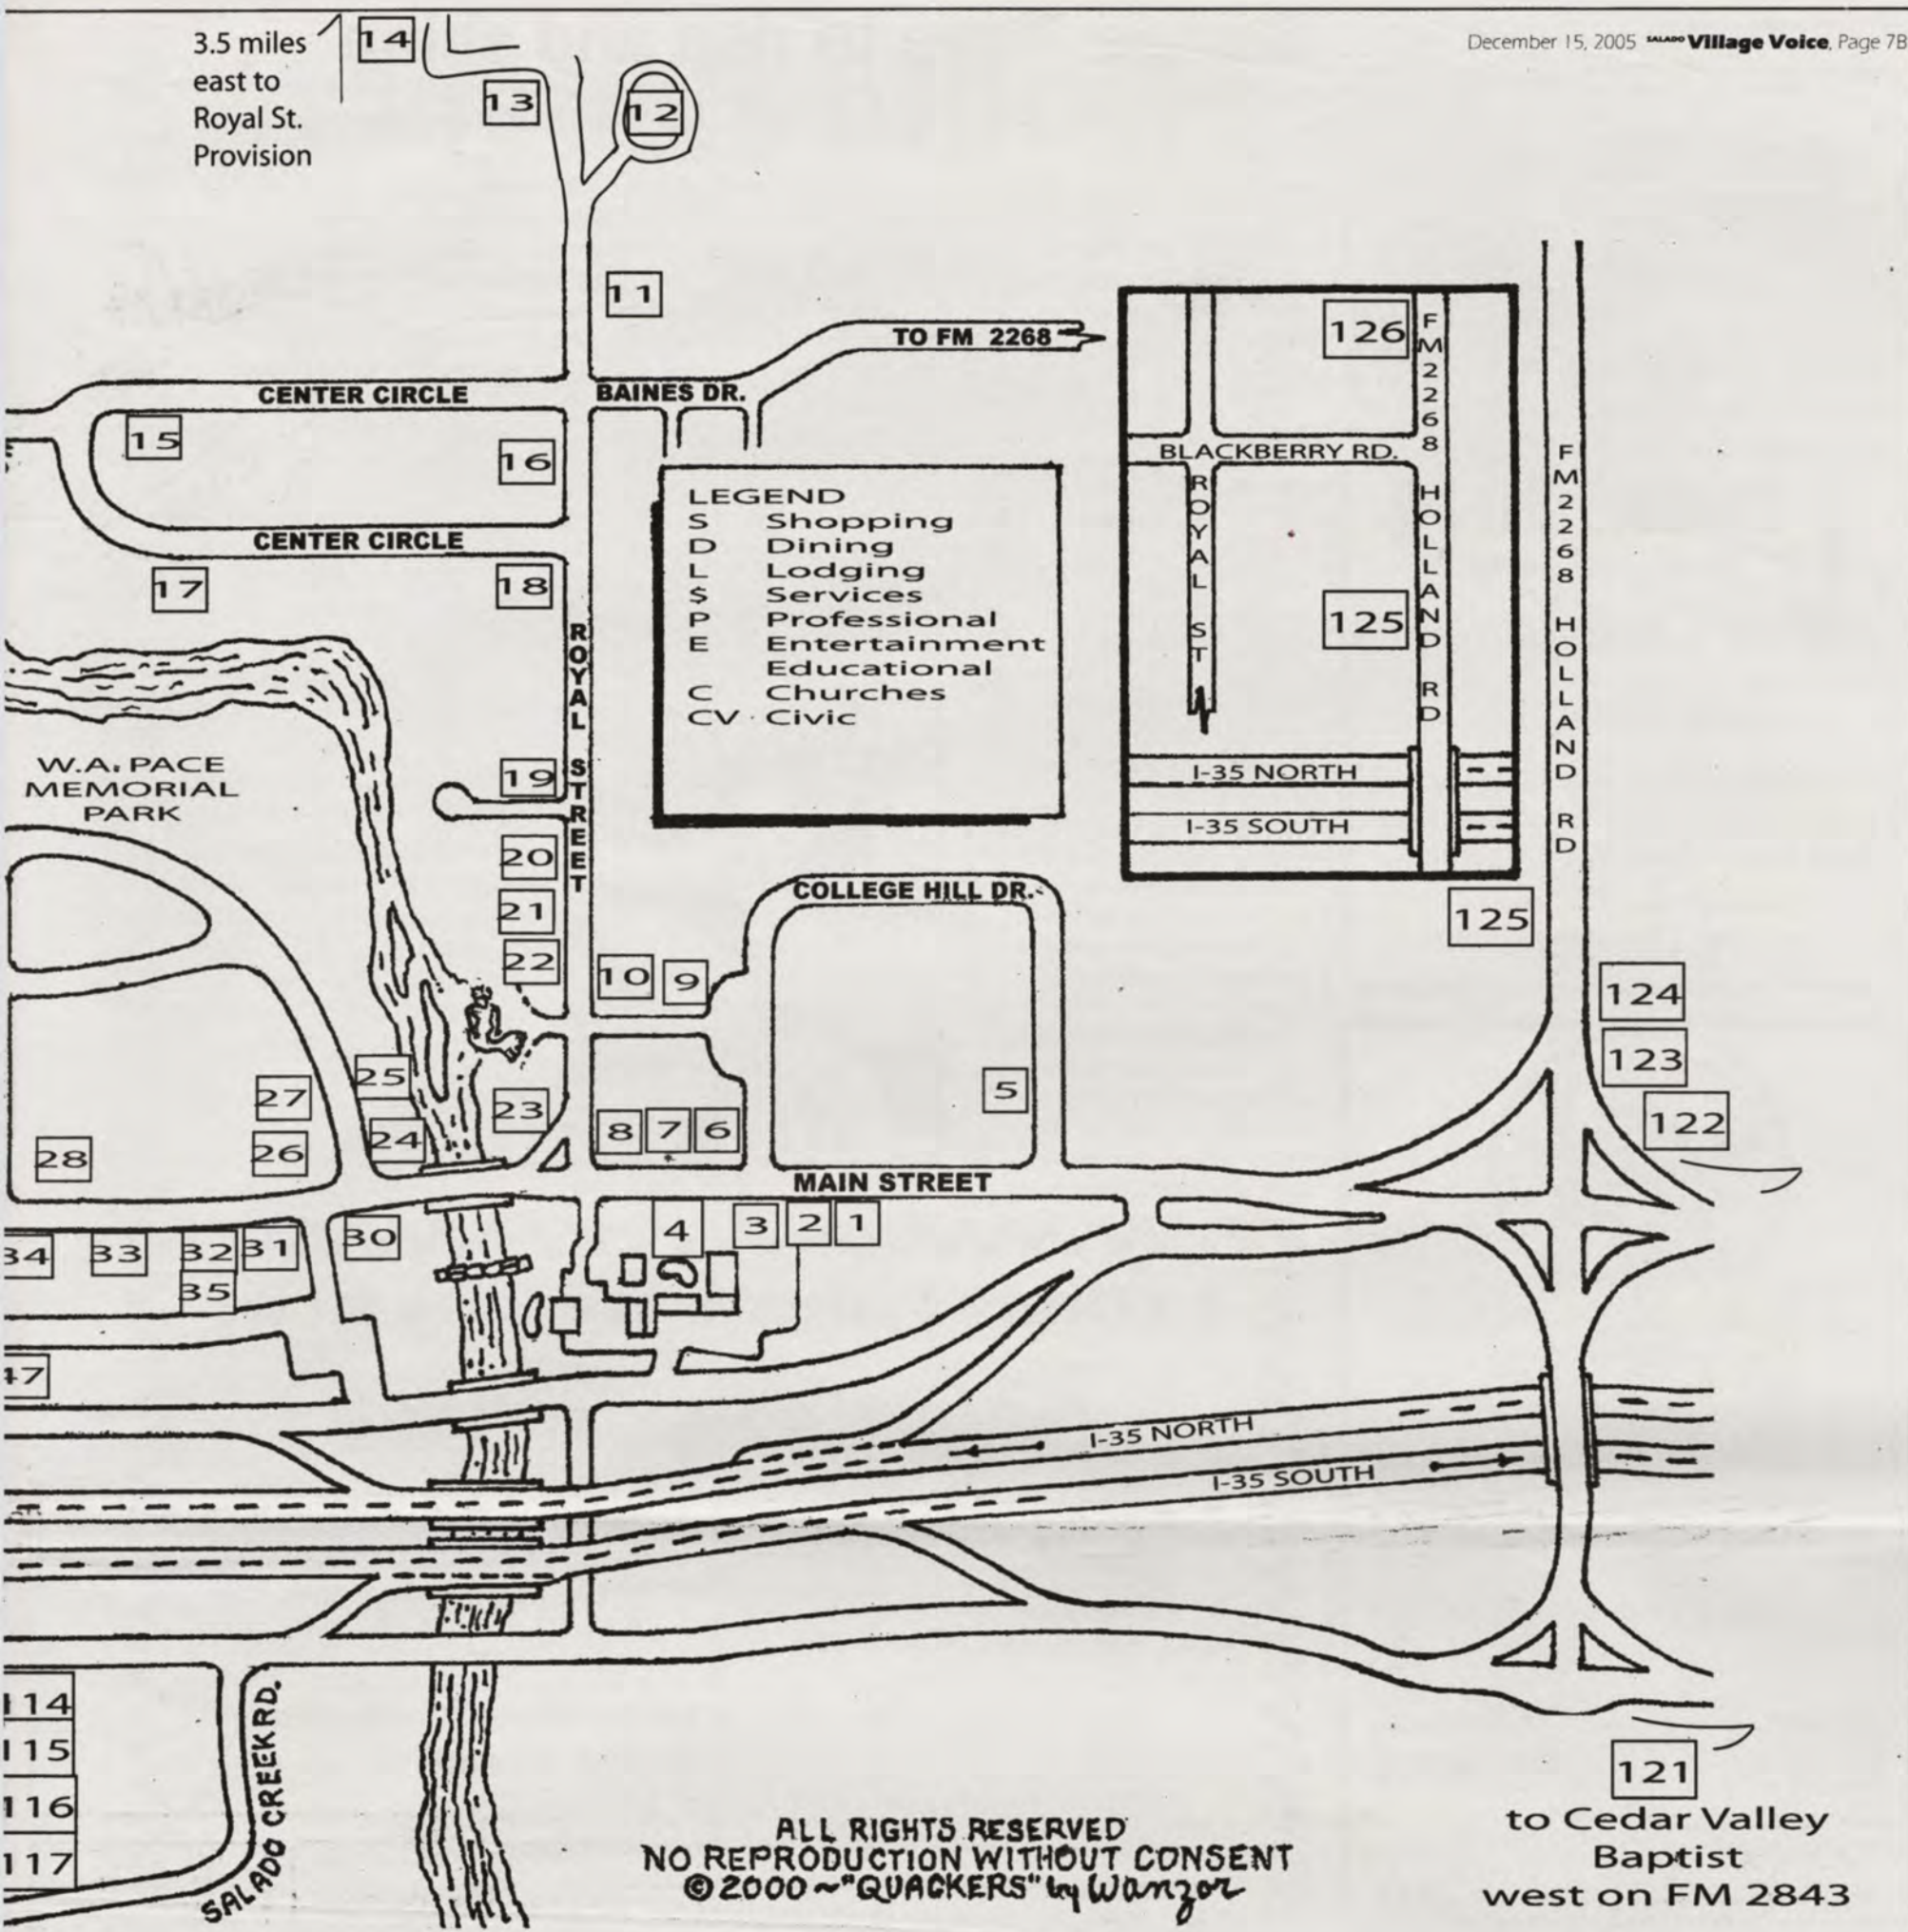 December 15, 2005 SALADO Village Voice, Page 7B
3.5 miles
east to
Royal St.
Provision
14
13
12
11
TO FM 2268
CENTER CIRCLE
BAINES DR.
15
16
CENTER CIRCLE
17
18
ROYAL STREET
LEGEND
S Shopping
D Dining
L Lodging
$ Services
P Professional
E Entertainment
Educational
C Churches
CV Civic
126
FM2268 HOLLAND RD
BLACKBERRY RD.
ROYAL ST
125
I-35 NORTH
I-35 SOUTH
FM2268 HOLLAND RD
125
W.A. PACE
MEMORIAL
PARK
19
20
21
22
COLLEGE HILL DR.
10
9
124
123
122
25
27
23
5
24
26
28
8
7
6
MAIN STREET
4
3
2
1
30
34
33
32
31
35
47
I-35 NORTH
I-35 SOUTH
114
115
116
117
SALADO CREEK RD.
121
to Cedar Valley
Baptist
west on FM 2843
ALL RIGHTS RESERVED
NO REPRODUCTION WITHOUT CONSENT
©2000~"QUACKERS" by Wanzor